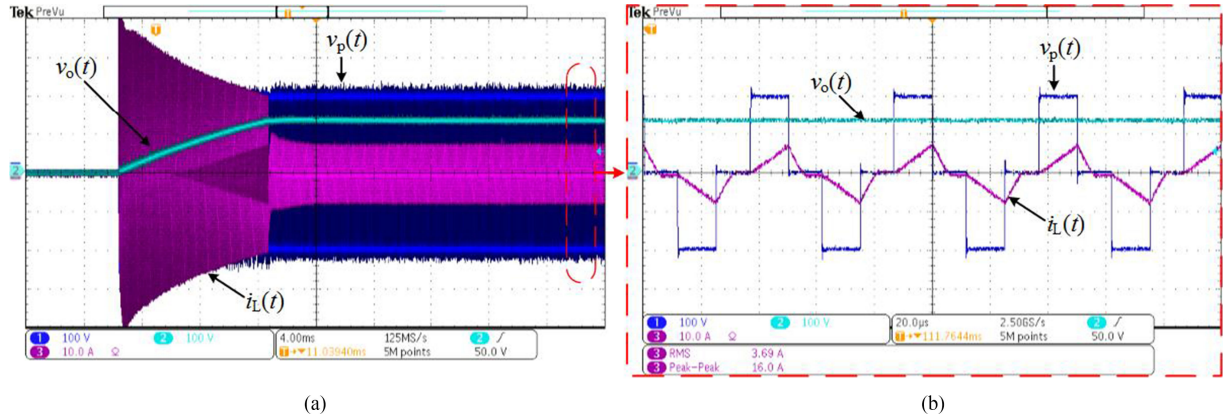 Tek PreVu
T
vp(t)
vo(t)
2
iL(t)
1 100 V 2 100 V
3 10.0 A Ω
4.00ms 125MS/s 2
T→▼11.03940ms 5M points 50.0 V
(a)
Tek PreVu
T
vp(t)
vo(t)
2
iL(t)
1 100 V 2 100 V
3 10.0 A Ω
20.0μs 2.50GS/s 2
T→▼111.7644ms 5M points 50.0 V
3 RMS 3.69 A
3 Peak-Peak 16.0 A
(b)